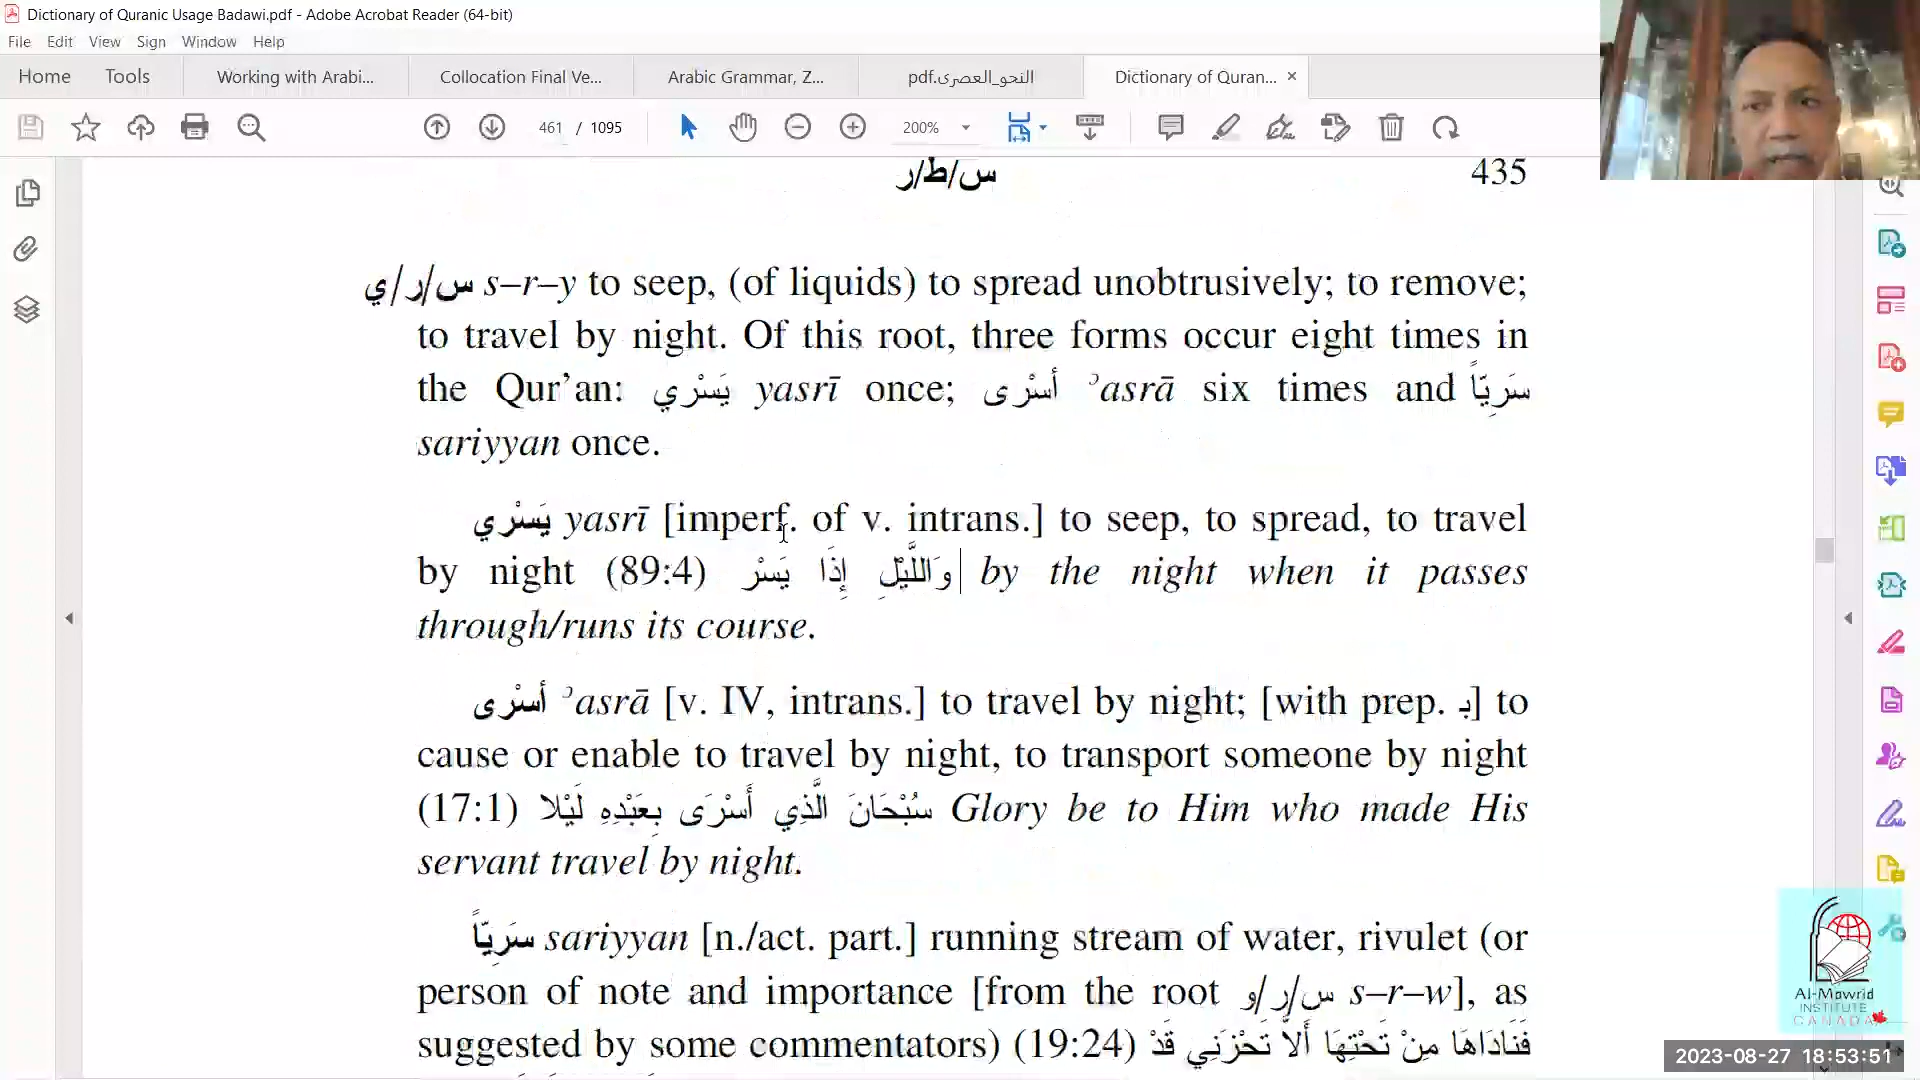 Dictionary of Quranic Usage Badawi.pdf - Adobe Acrobat Reader (64-bit)
File Edit View Sign Window Help
Home Tools Working with Arabi... Collocation Final Ve... Arabic Grammar, Z... النحو_العصرى.pdf Dictionary of Quran... ×
461 / 1095 200%
س/ط/ر 435
س/ر/ي s–r–y to seep, (of liquids) to spread unobtrusively; to remove;
to travel by night. Of this root, three forms occur eight times in
the Qur’an: يَسْري yasrī once; أسْرى ʾasrā six times and سَرِيّاً
sariyyan once.
يَسْري yasrī [imperf. of v. intrans.] to seep, to spread, to travel
by night (89:4) وَاللَّيْلِ إِذَا يَسْر by the night when it passes
through/runs its course.
أسْرى ʾasrā [v. IV, intrans.] to travel by night; [with prep. بـ] to
cause or enable to travel by night, to transport someone by night
(17:1) سُبْحَانَ الَّذِي أَسْرَى بِعَبْدِهِ لَيْلا Glory be to Him who made His
servant travel by night.
سَرِيّاً sariyyan [n./act. part.] running stream of water, rivulet (or
person of note and importance [from the root س/ر/و s–r–w], as
suggested by some commentators) (19:24) فَنَادَاهَا مِنْ تَحْتِهَا أَلاَّ تَحْزَنِي قَدْ
Al-Mawrid
INSTITUTE
CANADA
2023-08-27 18:53:51